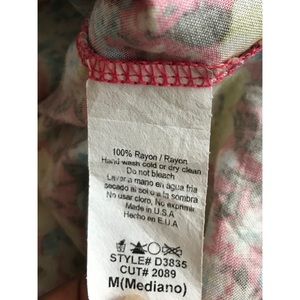 100% Rayon / Rayon
Hand wash cold or dry clean
Do not bleach
Lavar a mano en agua fria
secado al sol o a la sombra
No usar cloro, No exprimir
Made in U.S.A
Hecho en E.U.A
STYLE# D3835
CUT# 2089
M(Mediano)